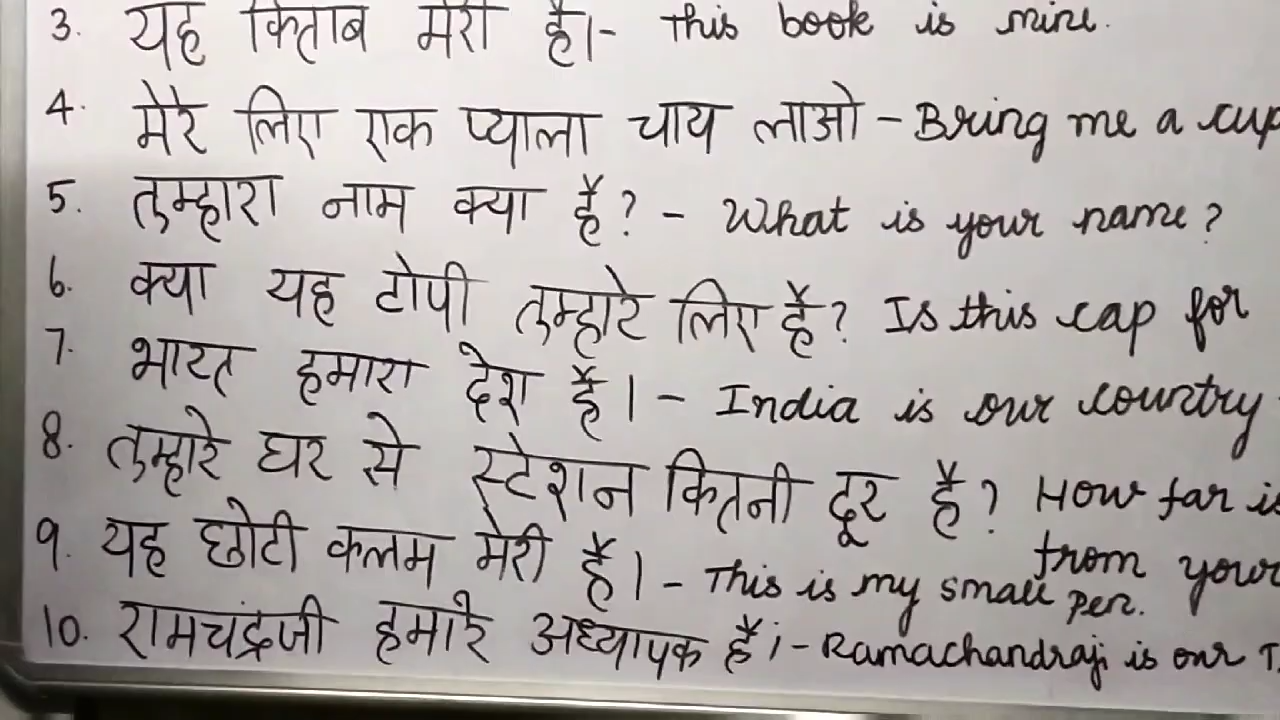 3. यह किताब मेरी है।- This book is mine.
4. मेरे लिए एक प्याला चाय लाओ - Bring me a cup
5. तुम्हारा नाम क्या है? - What is your name?
6. क्या यह टोपी तुम्हारे लिए है? Is this cap for
7. भारत हमारा देश है। - India is our country
8. तुम्हारे घर से स्टेशन कितनी दूर है? How far is
from your
9. यह छोटी कलम मेरी है। - This is my small pen.
10. रामचंद्रजी हमारे अध्यापक हैं।- Ramachandraji is our